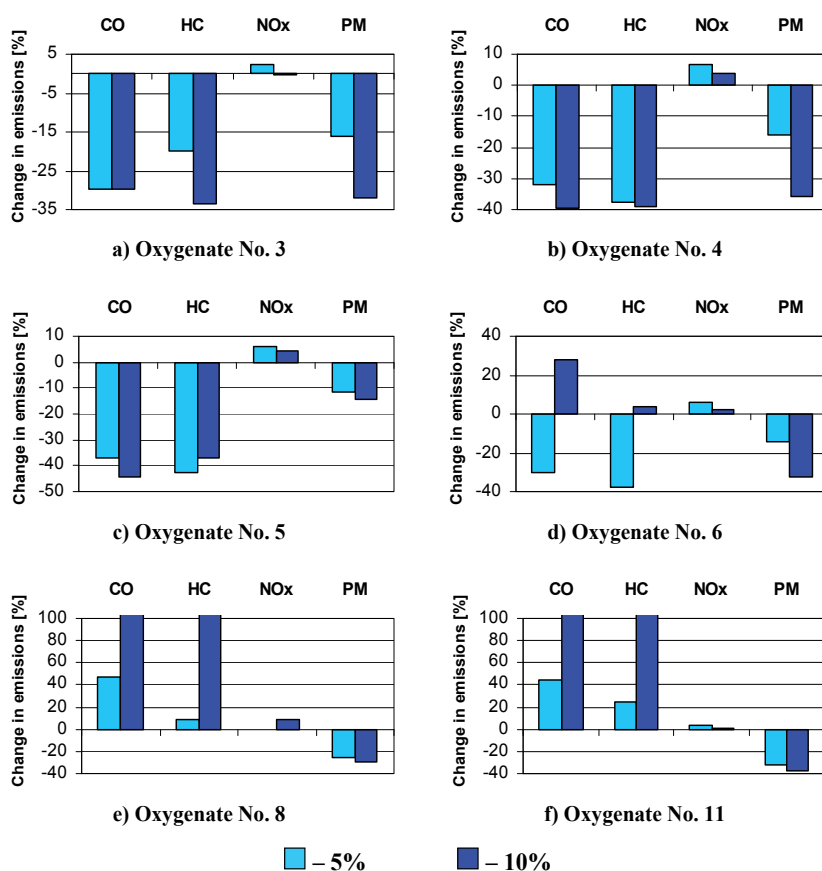 CO HC NOx PM
Change in emissions [%]
5
-5
-15
-25
-35
a) Oxygenate No. 3
CO HC NOx PM
Change in emissions [%]
10
0
-10
-20
-30
-40
b) Oxygenate No. 4
CO HC NOx PM
Change in emissions [%]
10
0
-10
-20
-30
-40
-50
c) Oxygenate No. 5
CO HC NOx PM
Change in emissions [%]
40
20
0
-20
-40
d) Oxygenate No. 6
CO HC NOx PM
Change in emissions [%]
100
80
60
40
20
0
-20
-40
e) Oxygenate No. 8
CO HC NOx PM
Change in emissions [%]
100
80
60
40
20
0
-20
-40
f) Oxygenate No. 11
– 5% – 10%